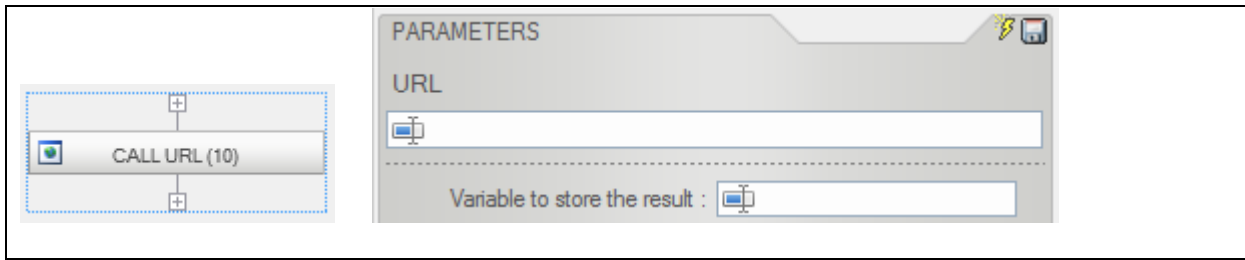 CALL URL (10)
PARAMETERS
URL
Variable to store the result :